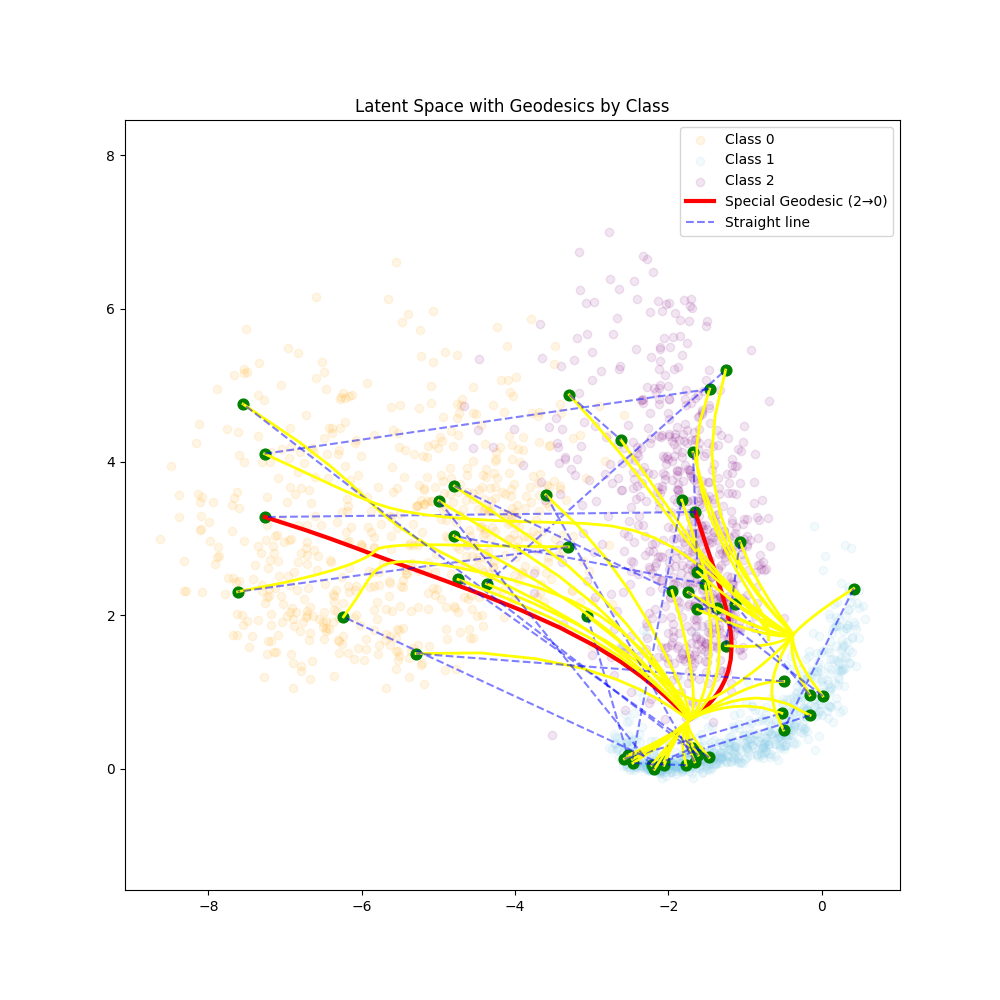 Latent Space with Geodesics by Class
Class 0
Class 1
Class 2
Special Geodesic (2→0)
Straight line
8
6
4
2
0
−8
−6
−4
−2
0